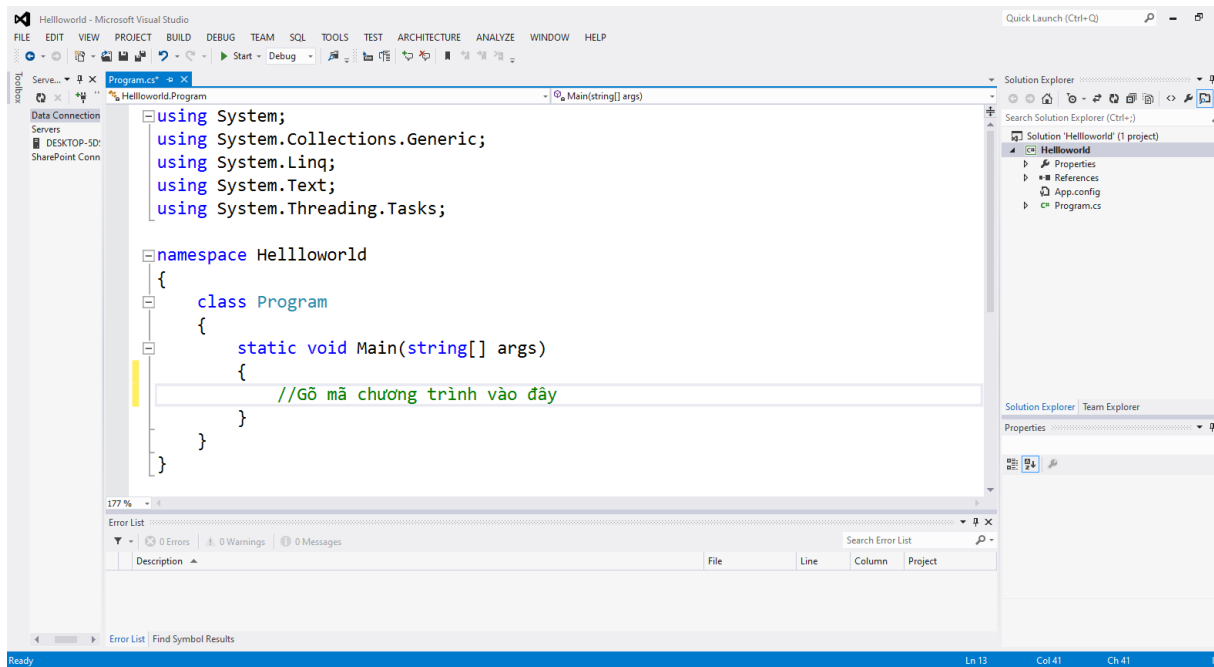 Hellloworld - Microsoft Visual Studio
Quick Launch (Ctrl+Q)
FILE EDIT VIEW PROJECT BUILD DEBUG TEAM SQL TOOLS TEST ARCHITECTURE ANALYZE WINDOW HELP
Start Debug
Toolbox
Serve...
Data Connection
Servers
DESKTOP-5D
SharePoint Conn
Program.cs*
Hellloworld.Program
Main(string[] args)
using System;
using System.Collections.Generic;
using System.Linq;
using System.Text;
using System.Threading.Tasks;
namespace Hellloworld
{
class Program
{
static void Main(string[] args)
{
//Gõ mã chương trình vào đây
}
}
}
177 %
Error List
0 Errors 0 Warnings 0 Messages
Search Error List
Description File Line Column Project
Error List Find Symbol Results
Solution Explorer
Search Solution Explorer (Ctrl+;)
Solution 'Hellloworld' (1 project)
C# Hellloworld
Properties
References
App.config
C# Program.cs
Solution Explorer Team Explorer
Properties
Ready Ln 13 Col 41 Ch 41